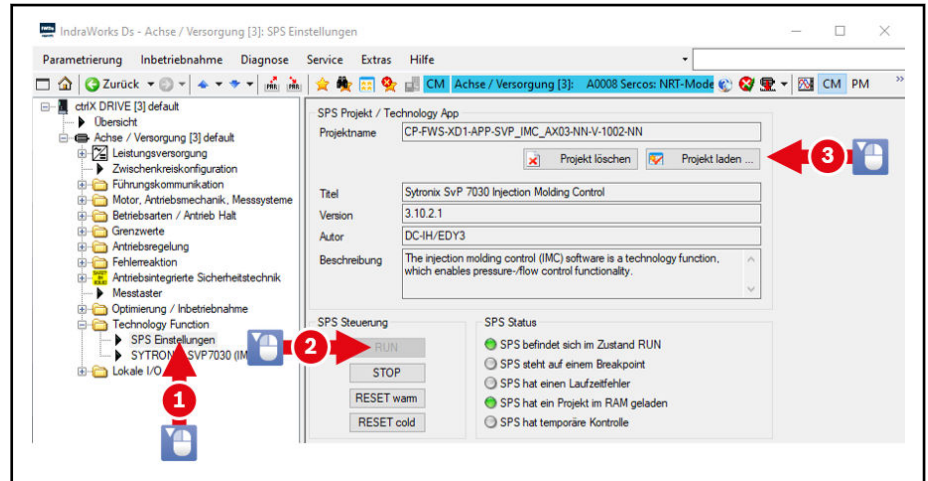 IndraWorks Ds - Achse / Versorgung [3]: SPS Einstellungen
Parametrierung Inbetriebnahme Diagnose Service Extras Hilfe
Zurück CM Achse / Versorgung [3]: A0008 Sercos: NRT-Mode CM PM
ctrlX DRIVE [3] default
Übersicht
Achse / Versorgung [3] default
Leistungsversorgung
Zwischenkreiskonfiguration
Führungskommunikation
Motor, Antriebsmechanik, Messsysteme
Betriebsarten / Antrieb Halt
Grenzwerte
Antriebsregelung
Fehlerreaktion
Antriebsintegrierte Sicherheitstechnik
Messtaster
Optimierung / Inbetriebnahme
Technology Function
SPS Einstellungen
SVP7030 (IM
Lokale I/O
1
SPS Projekt / Technology App
Projektname CP-FWS-XD1-APP-SVP_IMC_AX03-NN-V-1002-NN
Projekt löschen Projekt laden ...
3
Titel Sytronix SvP 7030 Injection Molding Control
Version 3.10.2.1
Autor DC-IH/EDY3
Beschreibung The injection molding control (IMC) software is a technology function,
which enables pressure-/flow control functionality.
SPS Steuerung
2
RUN
STOP
RESET warm
RESET cold
SPS Status
SPS befindet sich im Zustand RUN
SPS steht auf einem Breakpoint
SPS hat einen Laufzeitfehler
SPS hat ein Projekt im RAM geladen
SPS hat temporäre Kontrolle